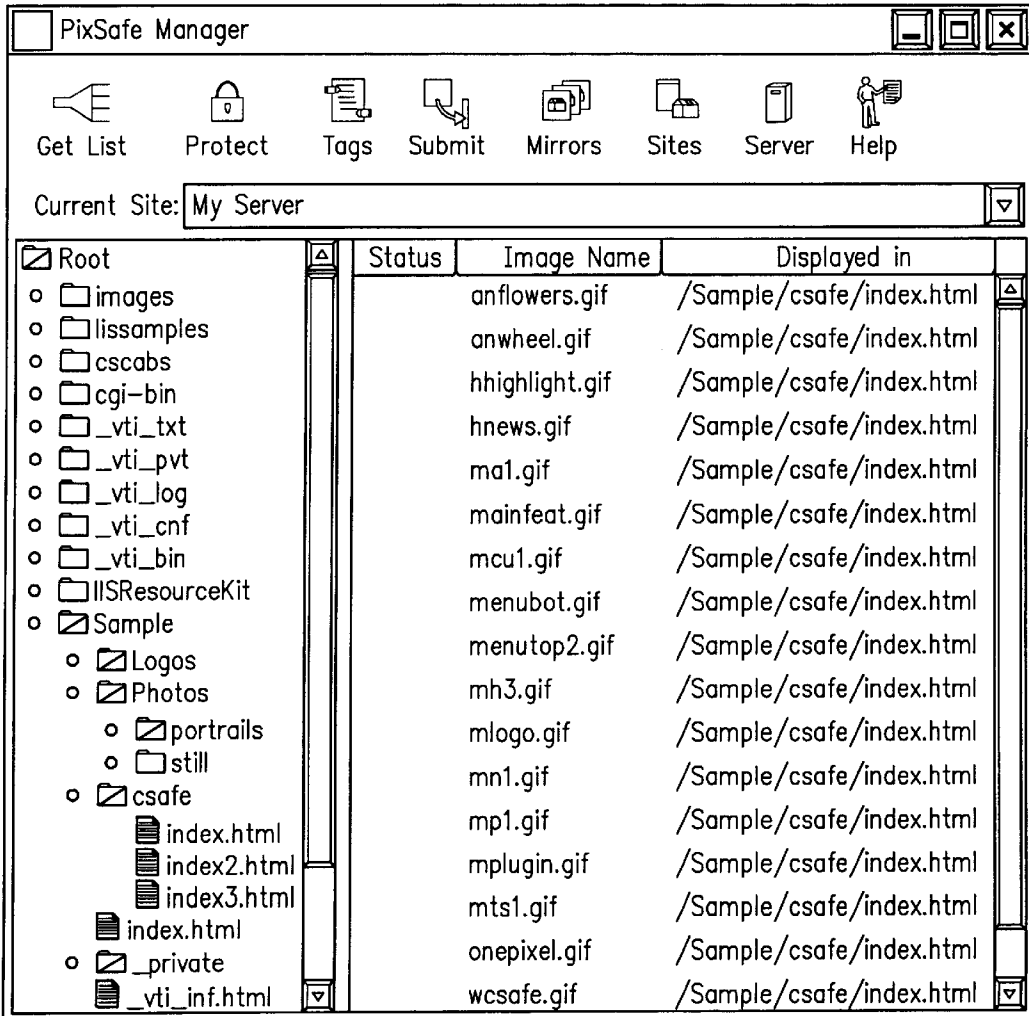 PixSafe Manager
Get List Protect Tags Submit Mirrors Sites Server Help
Current Site: My Server
Root
images
lissamples
cscabs
cgi-bin
_vti_txt
_vti_pvt
_vti_log
_vti_cnf
_vti_bin
IISResourceKit
Sample
Logos
Photos
portrails
still
csafe
index.html
index2.html
index3.html
index.html
_private
_vti_inf.html
Status Image Name Displayed in
anflowers.gif /Sample/csafe/index.html
anwheel.gif /Sample/csafe/index.html
hhighlight.gif /Sample/csafe/index.html
hnews.gif /Sample/csafe/index.html
ma1.gif /Sample/csafe/index.html
mainfeat.gif /Sample/csafe/index.html
mcu1.gif /Sample/csafe/index.html
menubot.gif /Sample/csafe/index.html
menutop2.gif /Sample/csafe/index.html
mh3.gif /Sample/csafe/index.html
mlogo.gif /Sample/csafe/index.html
mn1.gif /Sample/csafe/index.html
mp1.gif /Sample/csafe/index.html
mplugin.gif /Sample/csafe/index.html
mts1.gif /Sample/csafe/index.html
onepixel.gif /Sample/csafe/index.html
wcsafe.gif /Sample/csafe/index.html